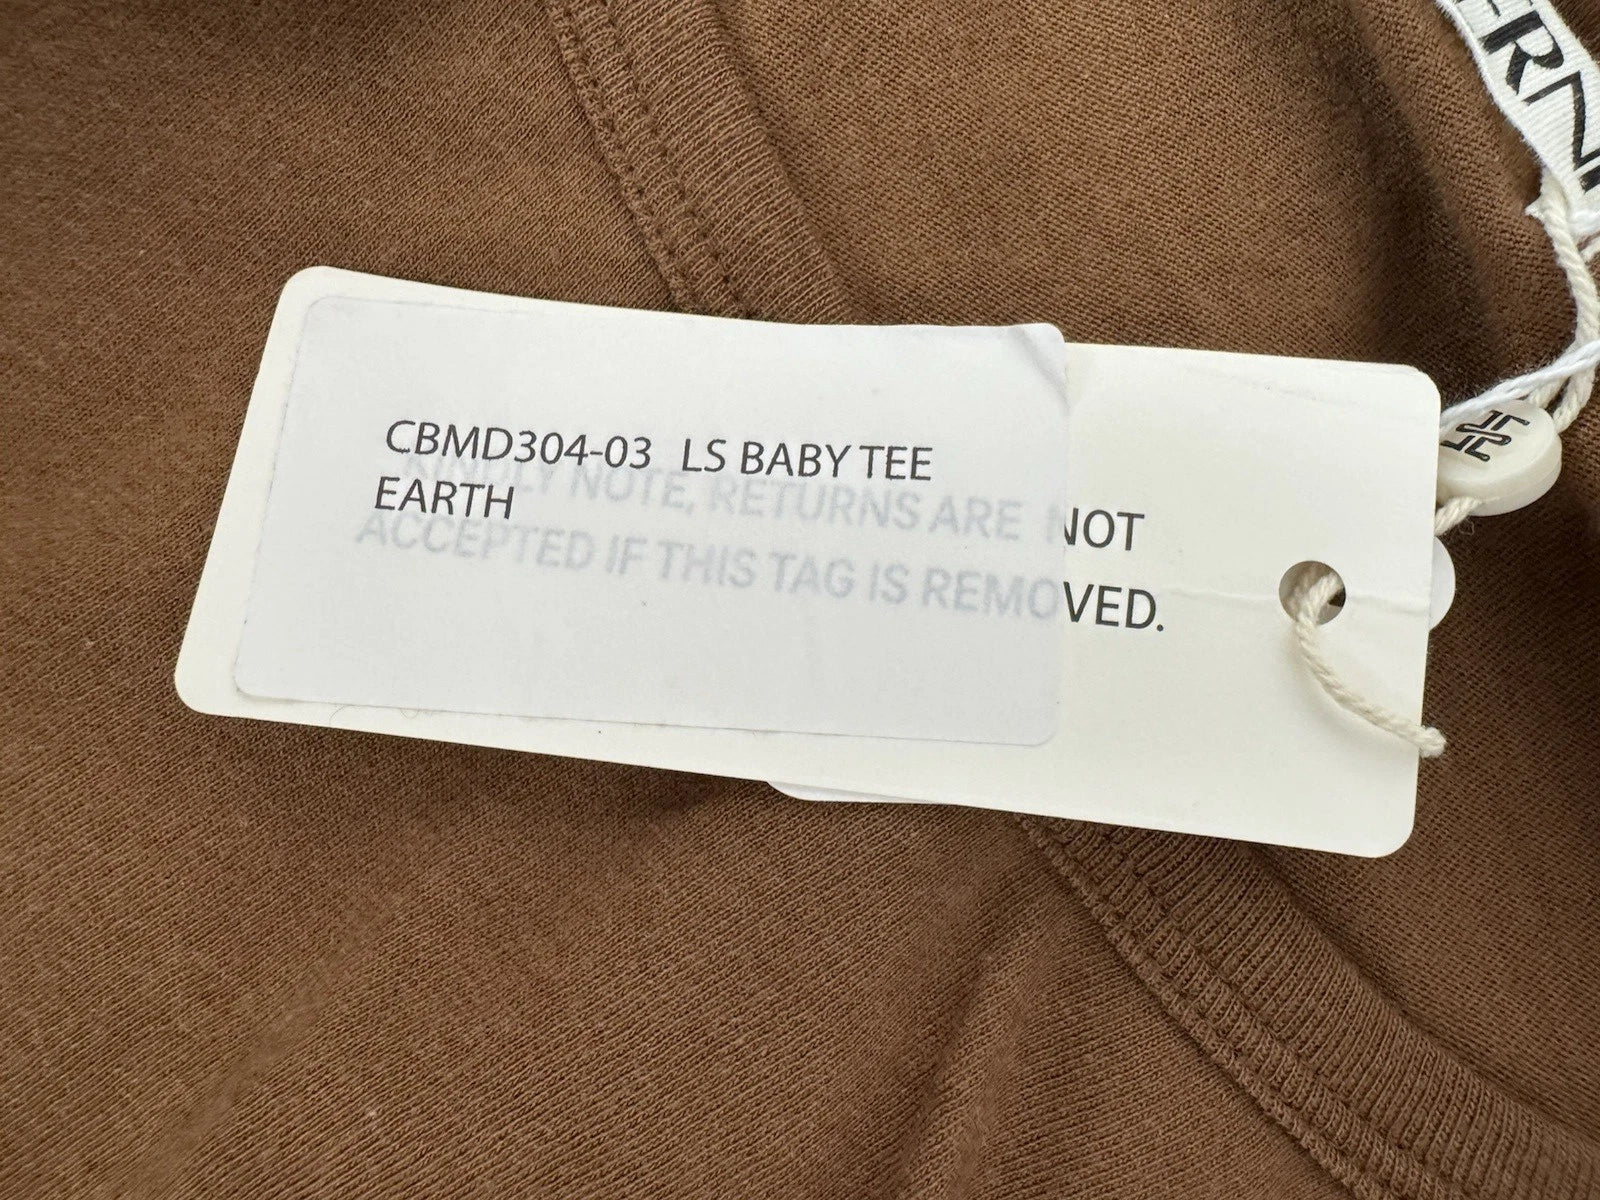 CBMD304-03 LS BABY TEE
EARTH
KINDLY NOTE, RETURNS ARE NOT
ACCEPTED IF THIS TAG IS REMOVED.